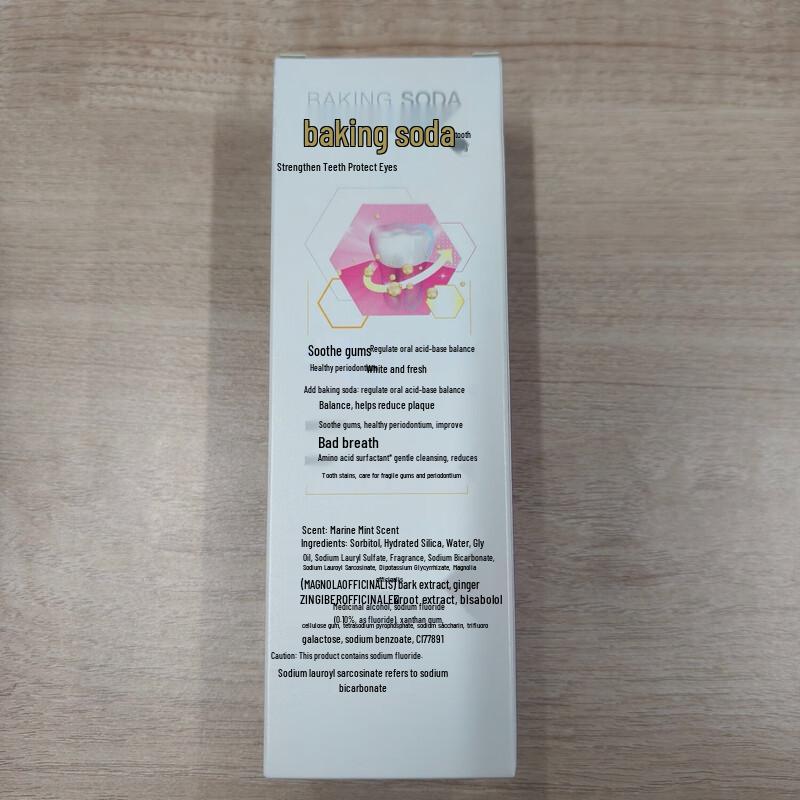 BAKING SODA
baking soda tooth
Strengthen Teeth Protect Eyes
Soothe gums Regulate oral acid-base balance
Healthy periodontium White and fresh
Add baking soda: regulate oral acid-base balance
Balance, helps reduce plaque
Soothe gums, healthy periodontium, improve
Bad breath
Amino acid surfactant* gentle cleansing, reduces
Tooth stains, care for fragile gums and periodontium
Scent: Marine Mint Scent
Ingredients: Sorbitol, Hydrated Silica, Water, Gly
Oil, Sodium Lauryl Sulfate, Fragrance, Sodium Bicarbonate,
Sodium Lauroyl Sarcosinate, Dipotassium Glycyrrhizate, Magnolia
officinalis
(MAGNOLAOFFICINALIS) bark extract, ginger
ZINGIBEROFFICINALE root extract, bisabolol
Medicinal alcohol, sodium fluoride
(0.10%, as fluoride), xanthan gum,
cellulose gum, tetrasodium pyrophosphate, sodium saccharin, trifluoro
galactose, sodium benzoate, CI77891
Caution: This product contains sodium fluoride.
Sodium lauroyl sarcosinate refers to sodium
bicarbonate